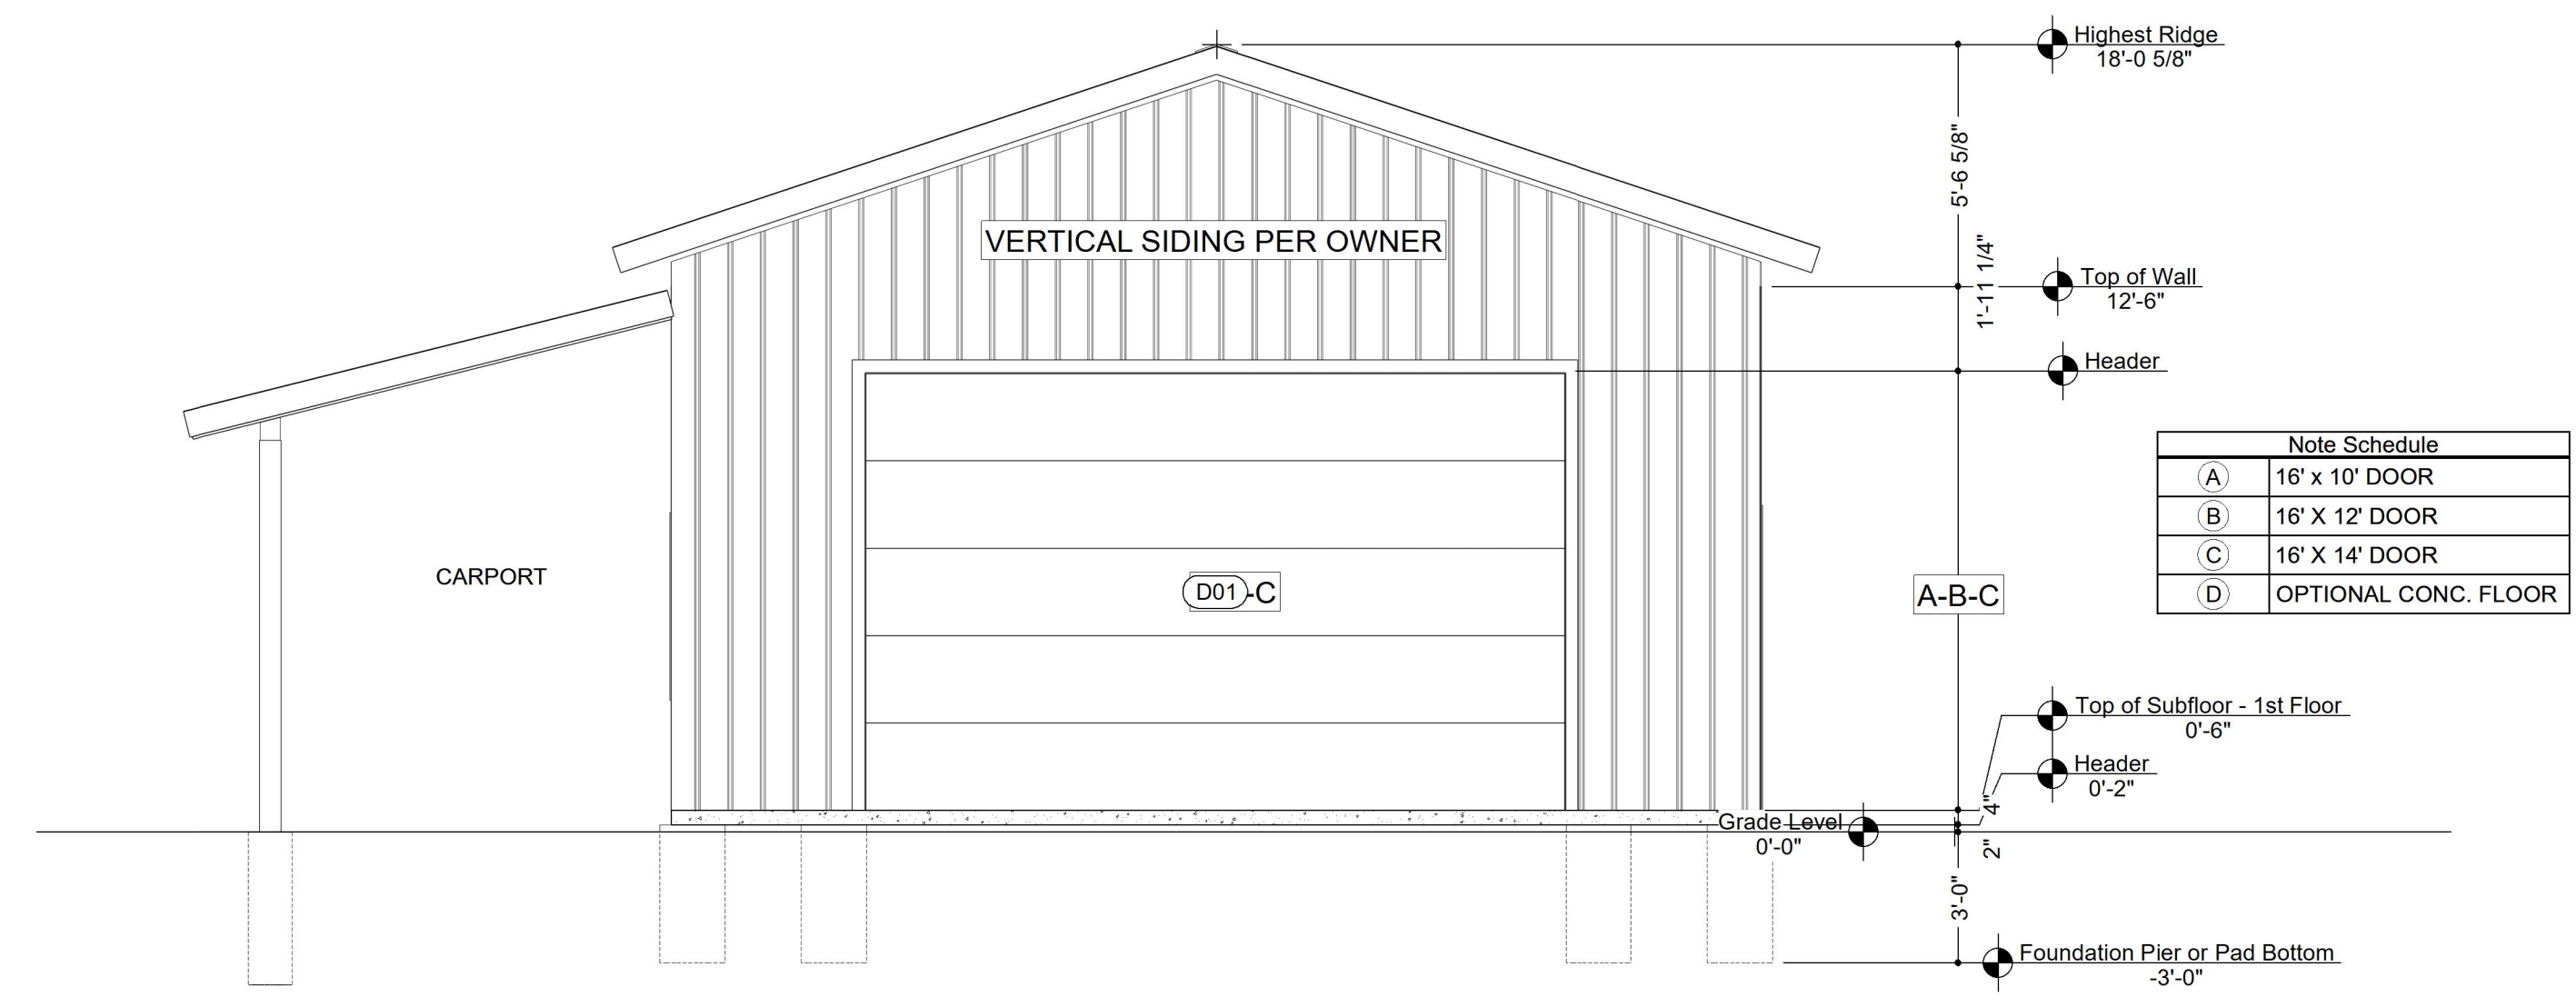 Highest Ridge
18'-0 5/8"
5'-6 5/8"
VERTICAL SIDING PER OWNER
1'-11 1/4"
Top of Wall
12'-6"
Header
Note Schedule
A 16' x 10' DOOR
B 16' X 12' DOOR
C 16' X 14' DOOR
D OPTIONAL CONC. FLOOR
CARPORT
D01 -C
A-B-C
Top of Subfloor - 1st Floor
0'-6"
Header
0'-2"
4"
Grade Level
0'-0"
2"
3'-0"
Foundation Pier or Pad Bottom
-3'-0"